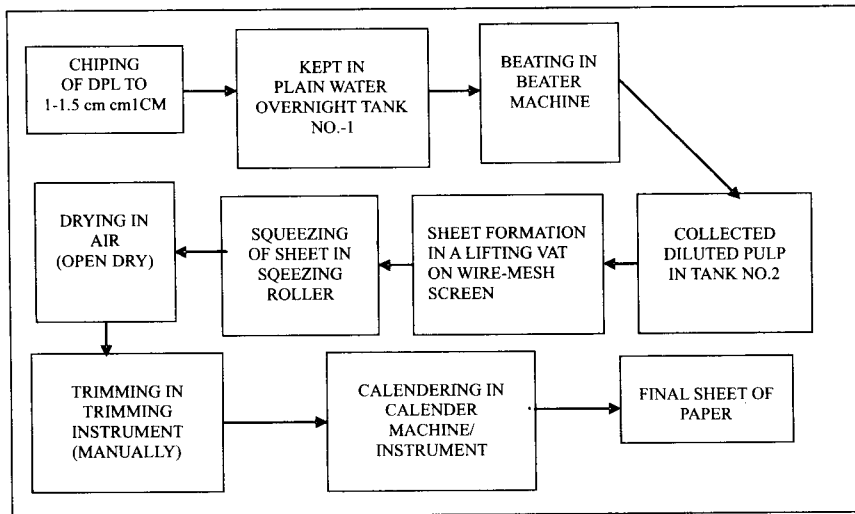 CHIPING
OF DPL TO
1-1.5 cm cm1CM
KEPT IN
PLAIN WATER
OVERNIGHT TANK
NO.-1
BEATING IN
BEATER
MACHINE
COLLECTED
DILUTED PULP
IN TANK NO.2
SHEET FORMATION
IN A LIFTING VAT
ON WIRE-MESH
SCREEN
SQUEEZING
OF SHEET IN
SQEEZING
ROLLER
DRYING IN
AIR
(OPEN DRY)
TRIMMING IN
TRIMMING
INSTRUMENT
(MANUALLY)
CALENDERING IN
CALENDER
MACHINE/
INSTRUMENT
FINAL SHEET OF
PAPER